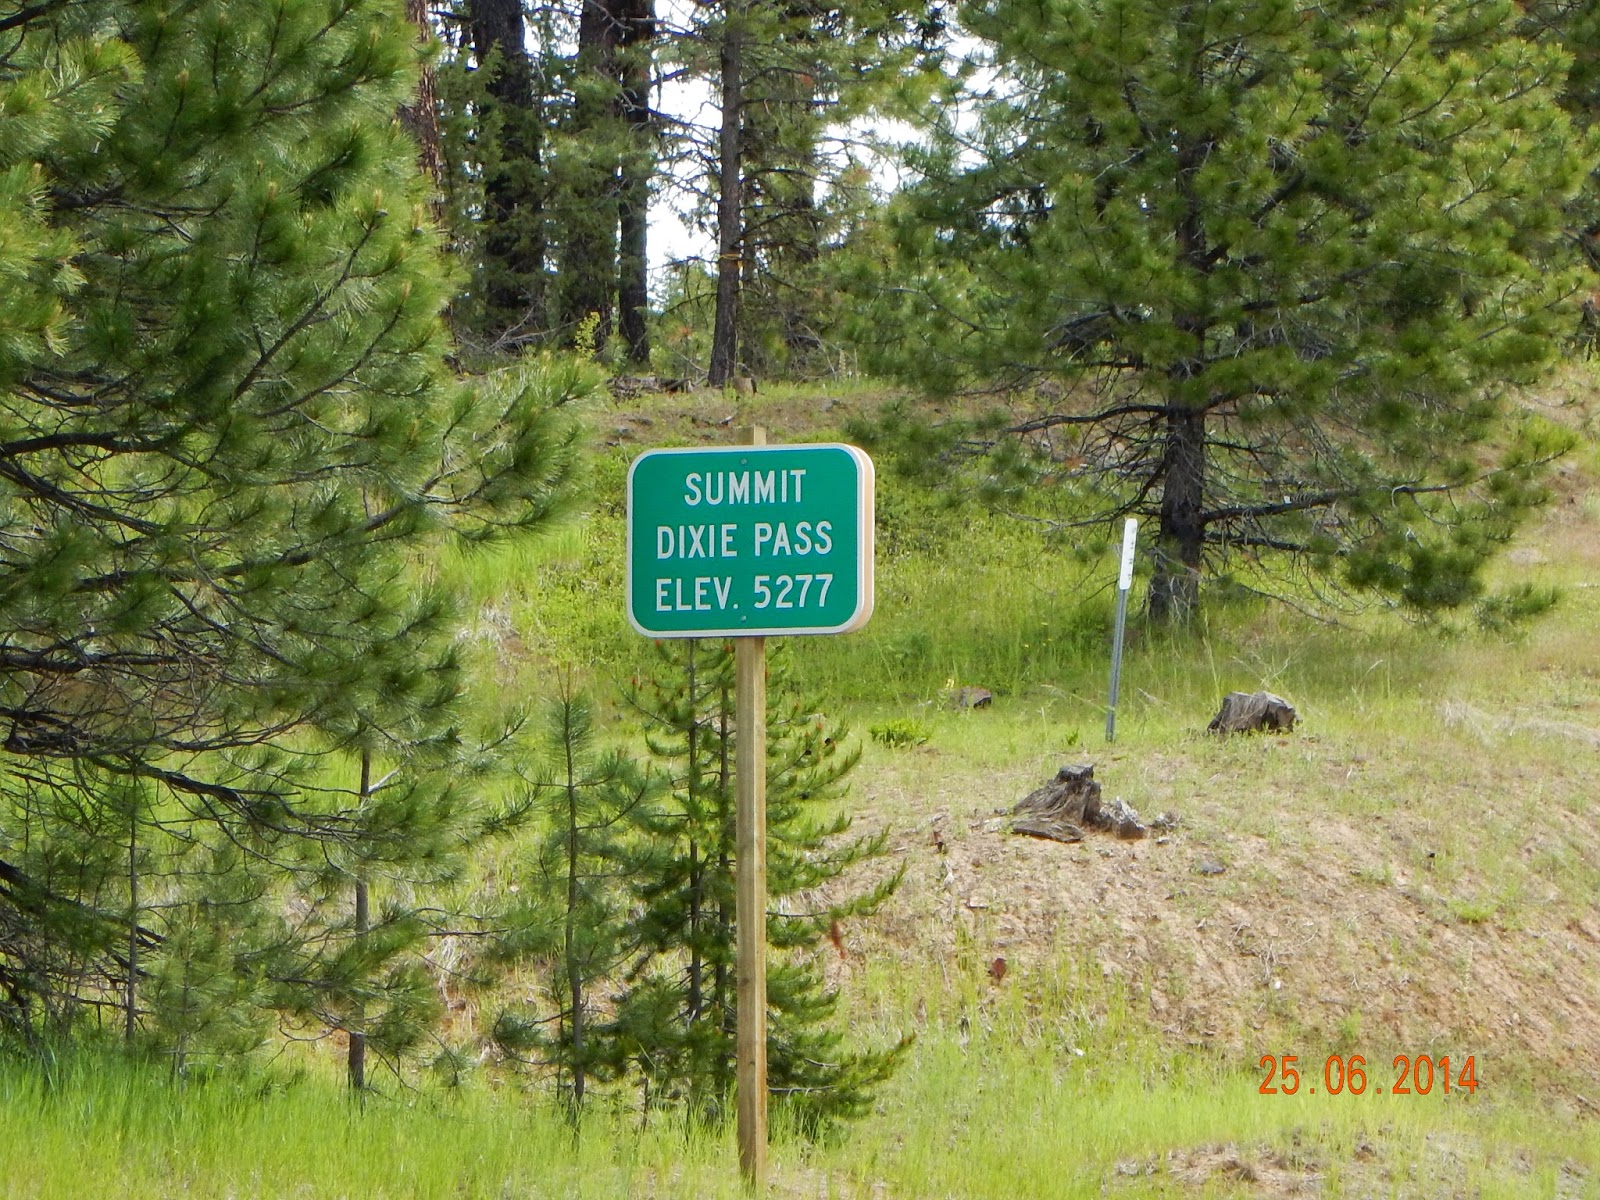 SUMMIT
DIXIE PASS
ELEV. 5277
25.06.2014